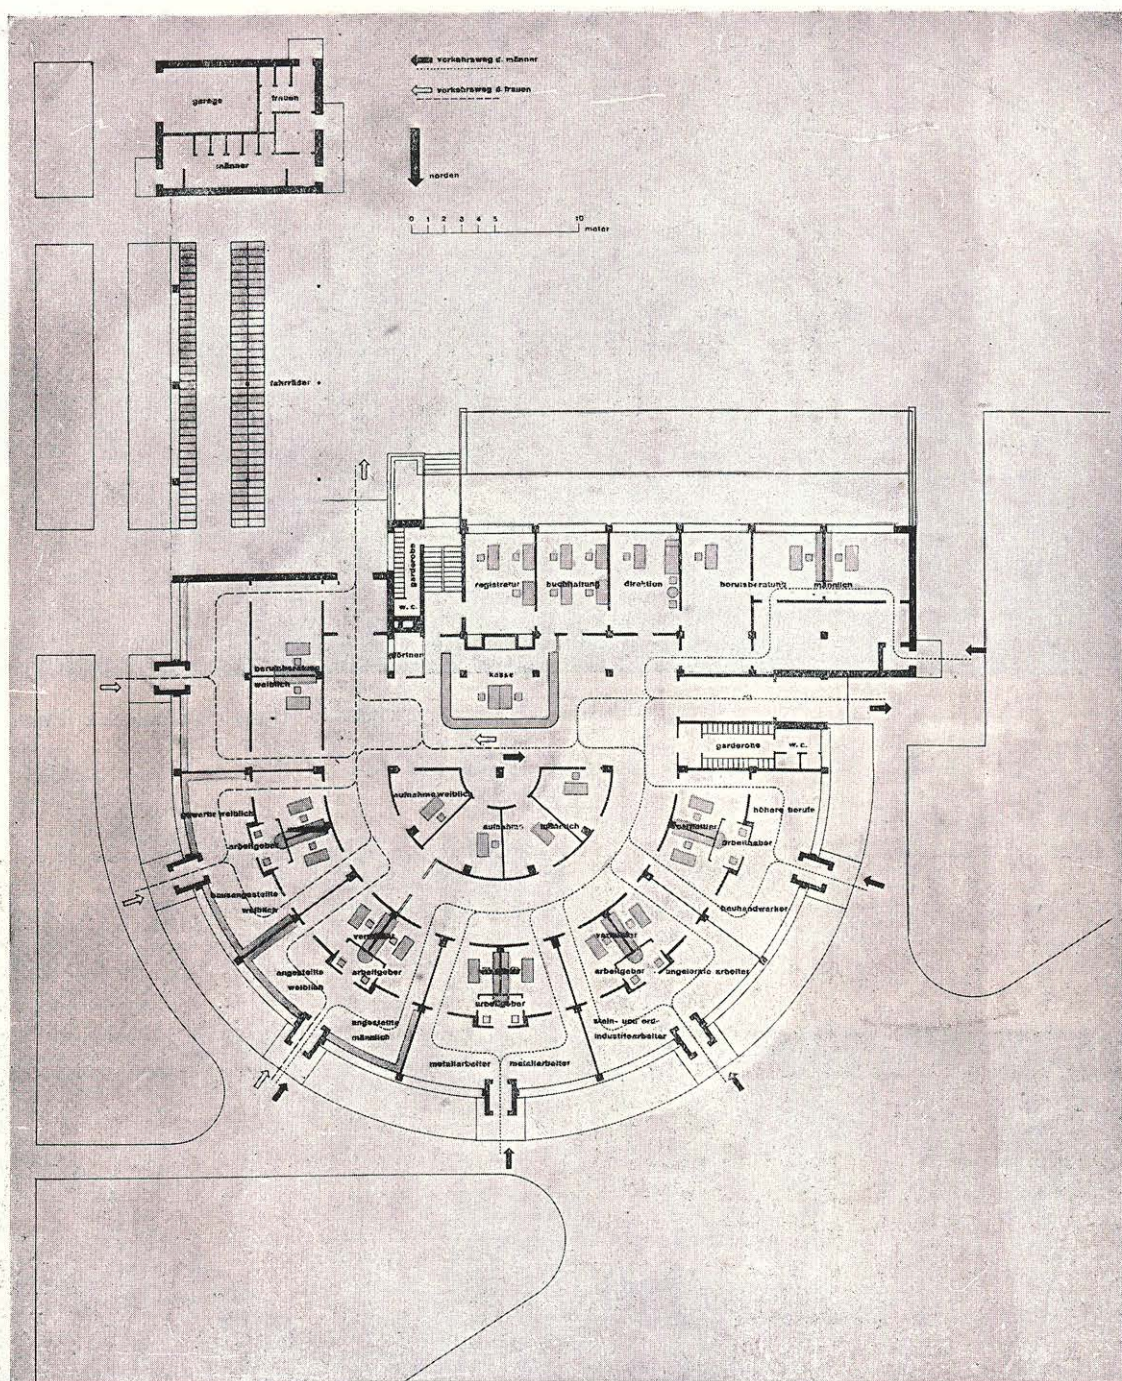 verkehrsweg d. männer
verkehrsweg d. frauen
garage
frauen
männer
norden
0 1 2 3 4 5 10
meter
fahrräder
garderobe
w.c.
registratur
buchhaltung
direktion
berufsberatung
männlich
pförtner
kasse
berufsberatung
weiblich
garderobe
w.c.
aufnahme weiblich
aufnahme
männlich
gewerbe weiblich
arbeitgeber
hausangestellte
weiblich
höhere berufe
vermittler
arbeitgeber
bauhandwerker
angestellte
weiblich
arbeitgeber
angestellte
männlich
arbeitgeber
metallarbeiter
metallarbeiter
vermittler
arbeitgeber
angelernte arbeiter
stein- und erd-
industriearbeiter